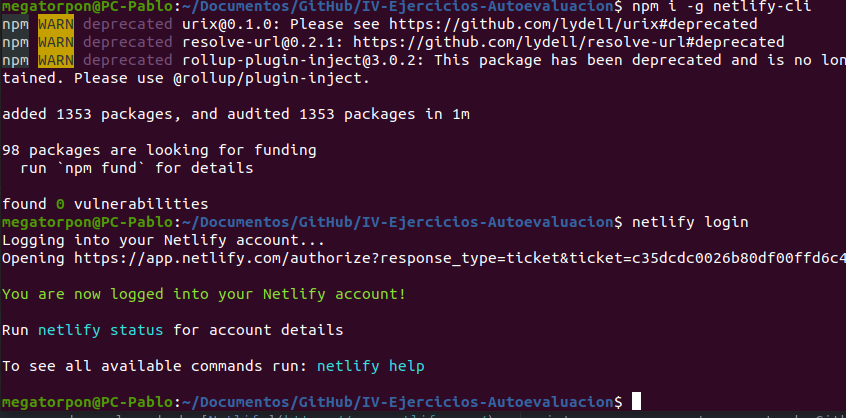 megatorpon@PC-Pablo:~/Documentos/GitHub/IV-Ejercicios-Autoevaluacion$ npm i -g netlify-cli
npm WARN deprecated urix@0.1.0: Please see https://github.com/lydell/urix#deprecated
npm WARN deprecated resolve-url@0.2.1: https://github.com/lydell/resolve-url#deprecated
npm WARN deprecated rollup-plugin-inject@3.0.2: This package has been deprecated and is no lon
tained. Please use @rollup/plugin-inject.
added 1353 packages, and audited 1353 packages in 1m
98 packages are looking for funding
run `npm fund` for details
found 0 vulnerabilities
megatorpon@PC-Pablo:~/Documentos/GitHub/IV-Ejercicios-Autoevaluacion$ netlify login
Logging into your Netlify account...
Opening https://app.netlify.com/authorize?response_type=ticket&ticket=c35dcdc0026b80df00ffd6c4
You are now logged into your Netlify account!
Run netlify status for account details
To see all available commands run: netlify help
megatorpon@PC-Pablo:~/Documentos/GitHub/IV-Ejercicios-Autoevaluacion$